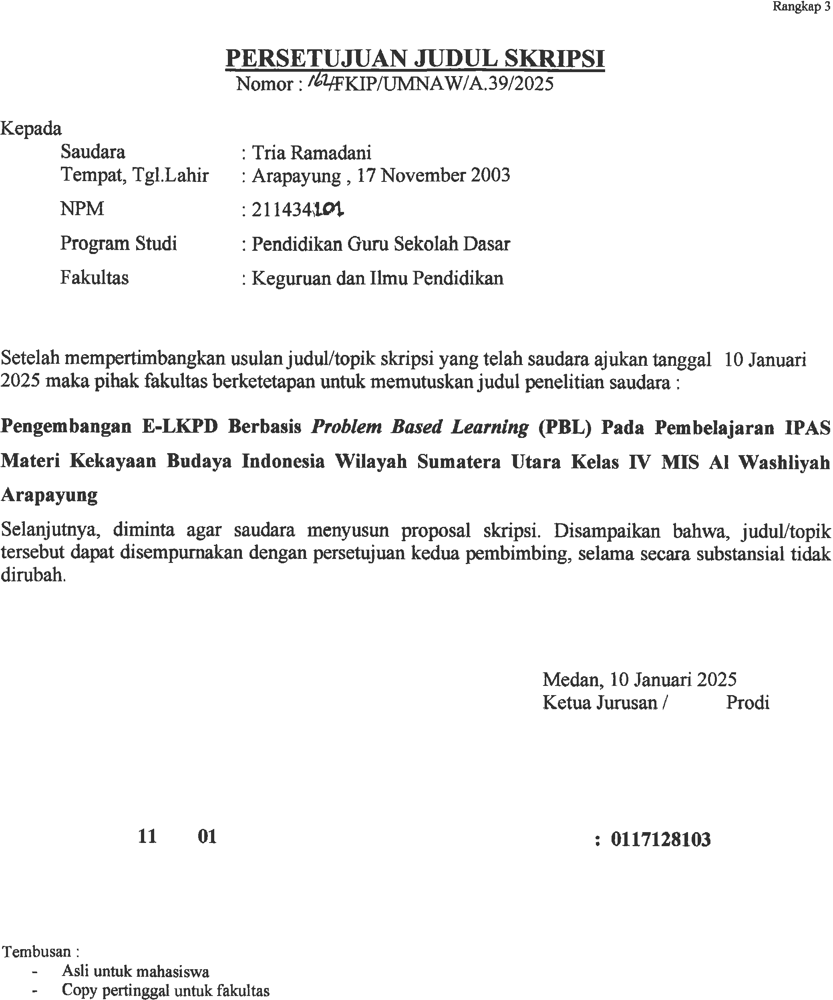 Rangkap 3
PERSETUJUAN JUDUL SKRIPSI
Nomor : 162/FKIP/UMNAW/A.39/2025
Kepada
Saudara : Tria Ramadani
Tempat, Tgl.Lahir : Arapayung , 17 November 2003
NPM : 211434101
Program Studi : Pendidikan Guru Sekolah Dasar
Fakultas : Keguruan dan Ilmu Pendidikan
Setelah mempertimbangkan usulan judul/topik skripsi yang telah saudara ajukan tanggal 10 Januari
2025 maka pihak fakultas berketetapan untuk memutuskan judul penelitian saudara :
Pengembangan E-LKPD Berbasis Problem Based Learning (PBL) Pada Pembelajaran IPAS
Materi Kekayaan Budaya Indonesia Wilayah Sumatera Utara Kelas IV MIS Al Washliyah
Arapayung
Selanjutnya, diminta agar saudara menyusun proposal skripsi. Disampaikan bahwa, judul/topik
tersebut dapat disempurnakan dengan persetujuan kedua pembimbing, selama secara substansial tidak
dirubah.
Medan, 10 Januari 2025
Ketua Jurusan / Prodi
11 01 : 0117128103
Tembusan :
- Asli untuk mahasiswa
- Copy pertinggal untuk fakultas